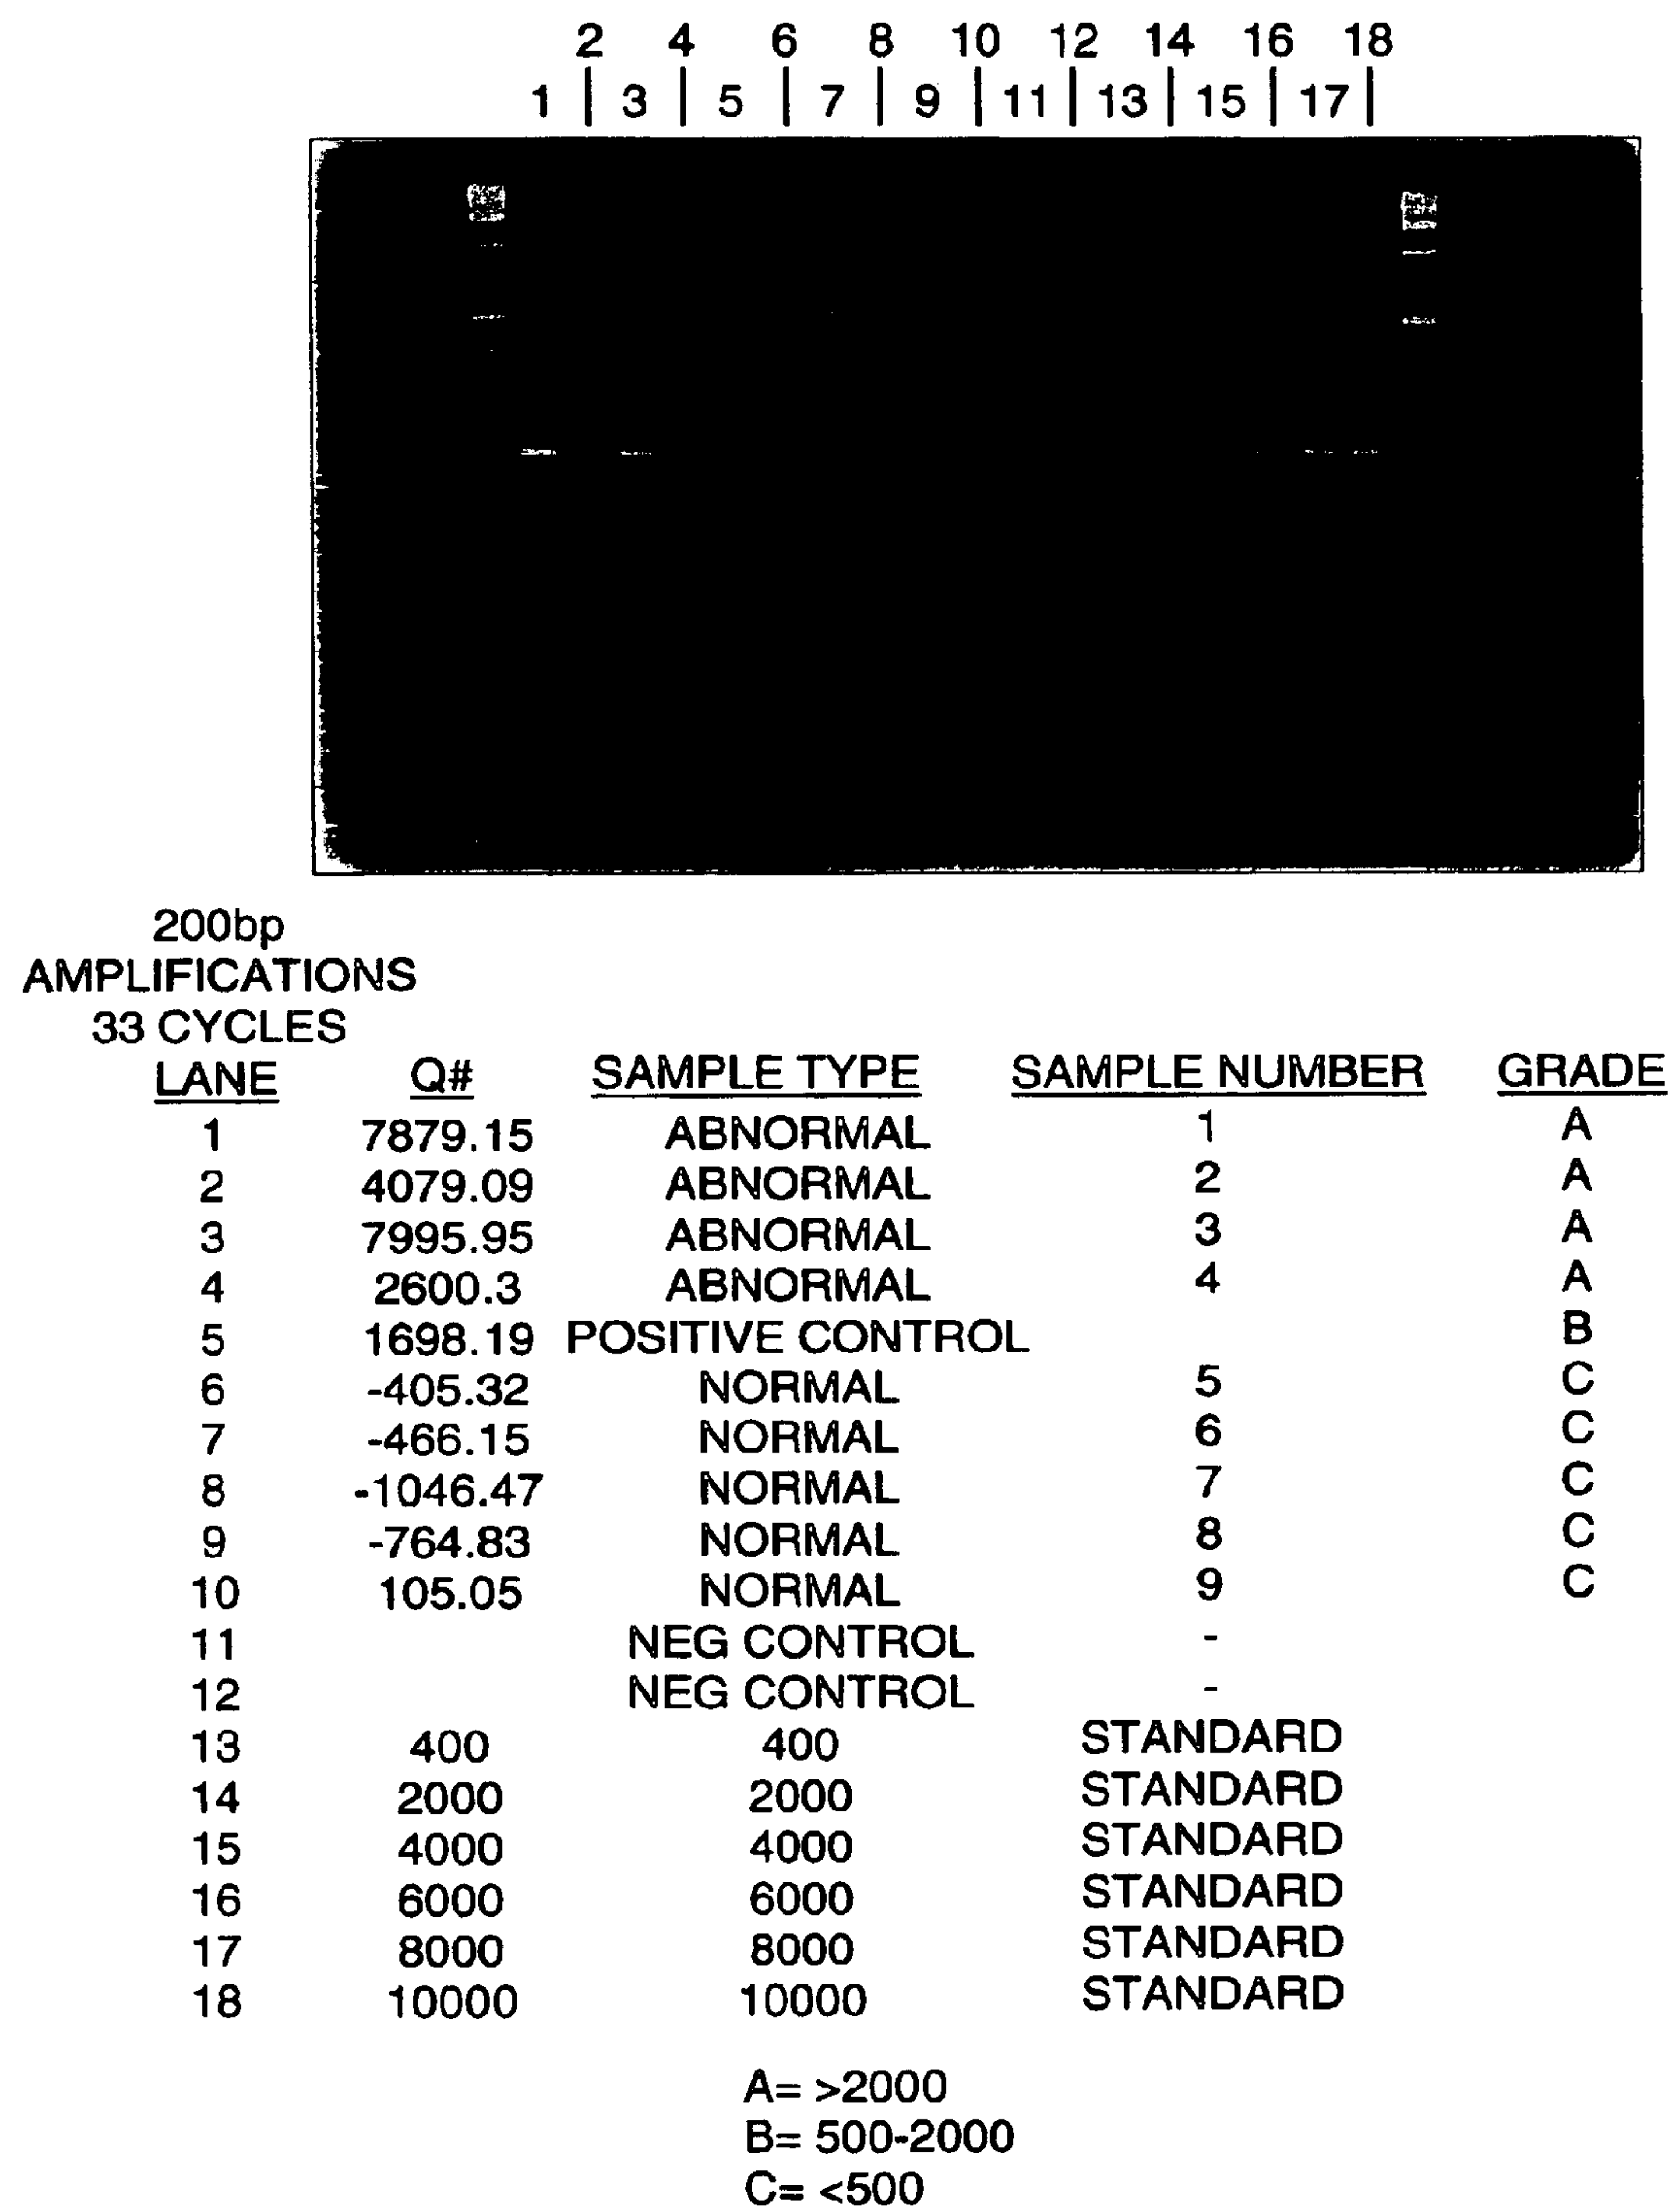 2 4 6 8 10 12 14 16 18
1 3 5 7 9 11 13 15 17
200bp
AMPLIFICATIONS
33 CYCLES
LANE Q# SAMPLE TYPE SAMPLE NUMBER GRADE
1 7879.15 ABNORMAL 1 A
2 4079.09 ABNORMAL 2 A
3 7995.95 ABNORMAL 3 A
4 2600.3 ABNORMAL 4 A
5 1698.19 POSITIVE CONTROL B
6 -405.32 NORMAL 5 C
7 -466.15 NORMAL 6 C
8 -1046.47 NORMAL 7 C
9 -764.83 NORMAL 8 C
10 105.05 NORMAL 9 C
11 NEG CONTROL -
12 NEG CONTROL -
13 400 400 STANDARD
14 2000 2000 STANDARD
15 4000 4000 STANDARD
16 6000 6000 STANDARD
17 8000 8000 STANDARD
18 10000 10000 STANDARD
A= >2000
B= 500-2000
C= <500